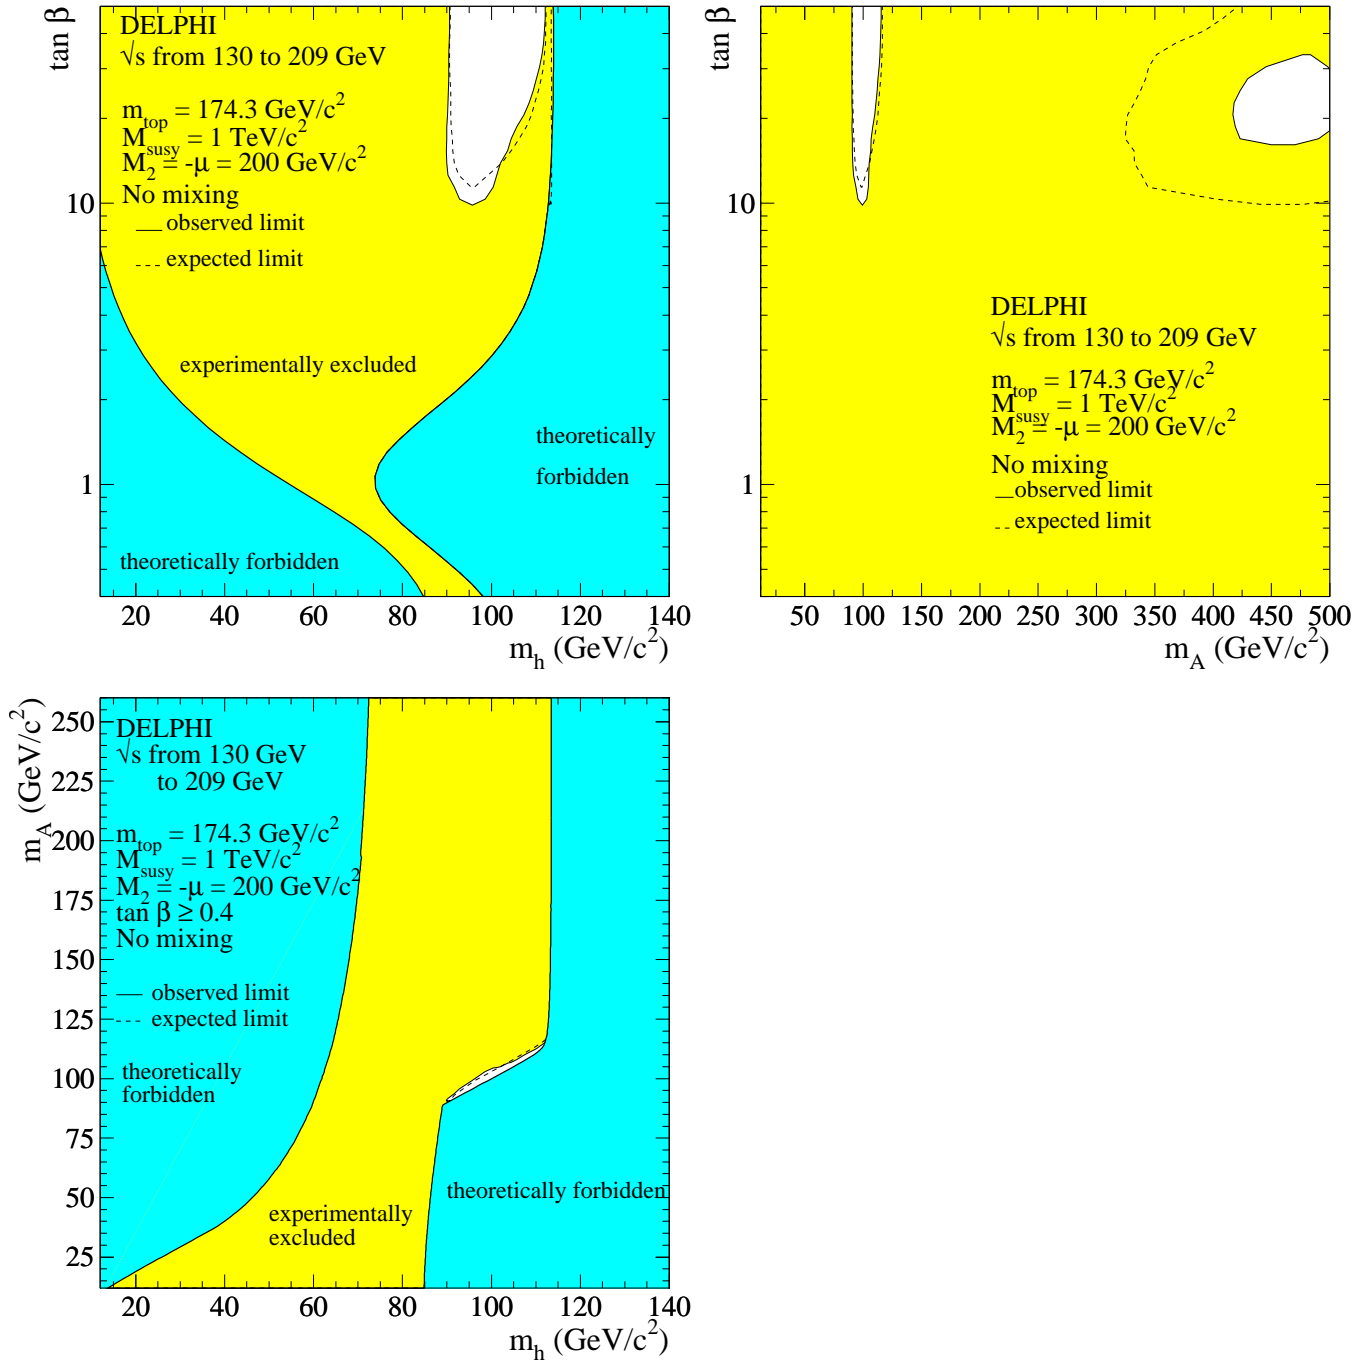 tan β
DELPHI
√s from 130 to 209 GeV
m_top = 174.3 GeV/c²
M_susy = 1 TeV/c²
M₂ = -μ = 200 GeV/c²
No mixing
observed limit
expected limit
experimentally excluded
theoretically
forbidden
theoretically forbidden
10
1
20 40 60 80 100 120 140
m_h (GeV/c²)
tan β
10
1
DELPHI
√s from 130 to 209 GeV
m_top = 174.3 GeV/c²
M_susy = 1 TeV/c²
M₂ = -μ = 200 GeV/c²
No mixing
observed limit
expected limit
50 100 150 200 250 300 350 400 450 500
m_A (GeV/c²)
m_A (GeV/c²)
250
225
200
175
150
125
100
75
50
25
DELPHI
√s from 130 GeV
to 209 GeV
m_top = 174.3 GeV/c²
M_susy = 1 TeV/c²
M₂ = -μ = 200 GeV/c²
tan β ≥ 0.4
No mixing
observed limit
expected limit
theoretically
forbidden
theoretically forbidden
experimentally
excluded
20 40 60 80 100 120 140
m_h (GeV/c²)